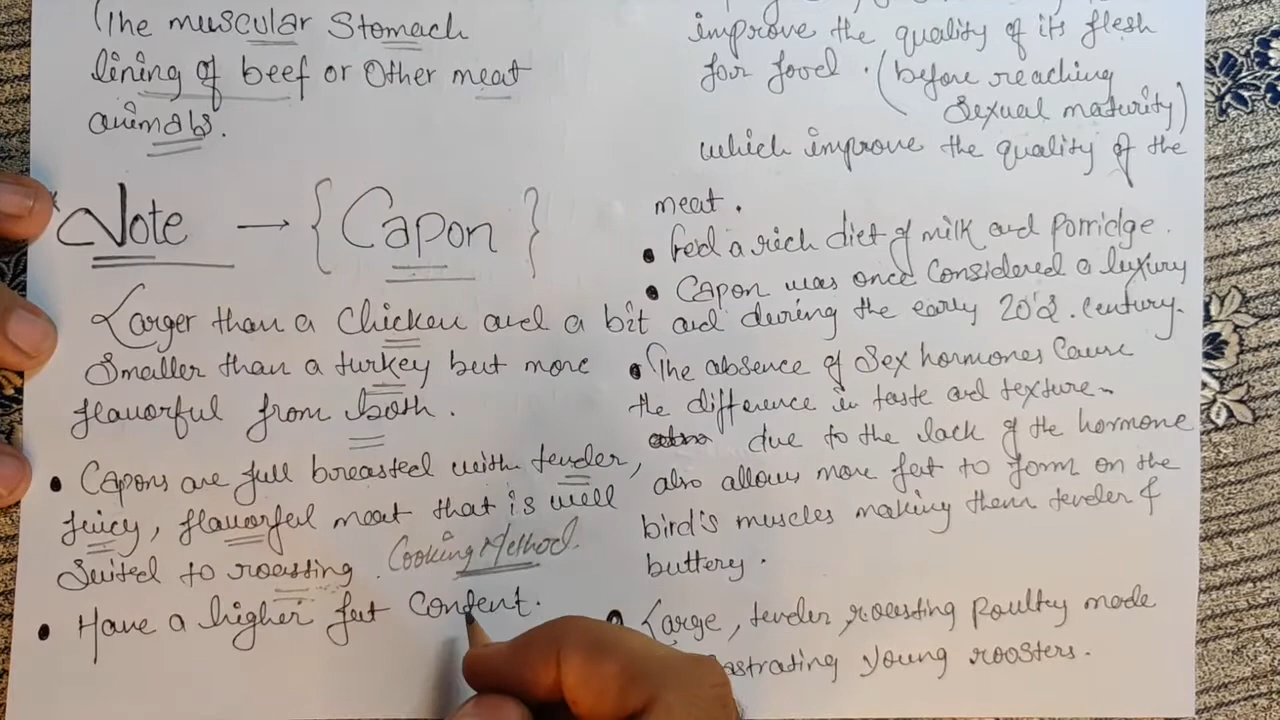 (The muscular Stomach
lining of beef or Other meat
animals.
Note → {Capon}
Larger than a Chicken and a bit
Smaller than a turkey but more
flavorful from both.
• Capons are full breasted with tender,
juicy, flavorful meat that is well
Suited to roasting. Cooking Method.
• Have a higher fat Content.
improve the quality of its flesh
for food. (before reaching
Sexual maturity)
which improve the quality of the
meat.
• feed a rich diet of milk and Porridge.
• Capon was once Considered a luxury
and during the early 20's. Century.
• The absence of Sex hormones Cause
the difference in taste and texture
due to the lack of the hormone
also allows more fat to form on the
bird's muscles making them tender &
buttery.
• Large, tender, roasting Poultry made
castrating young roosters.